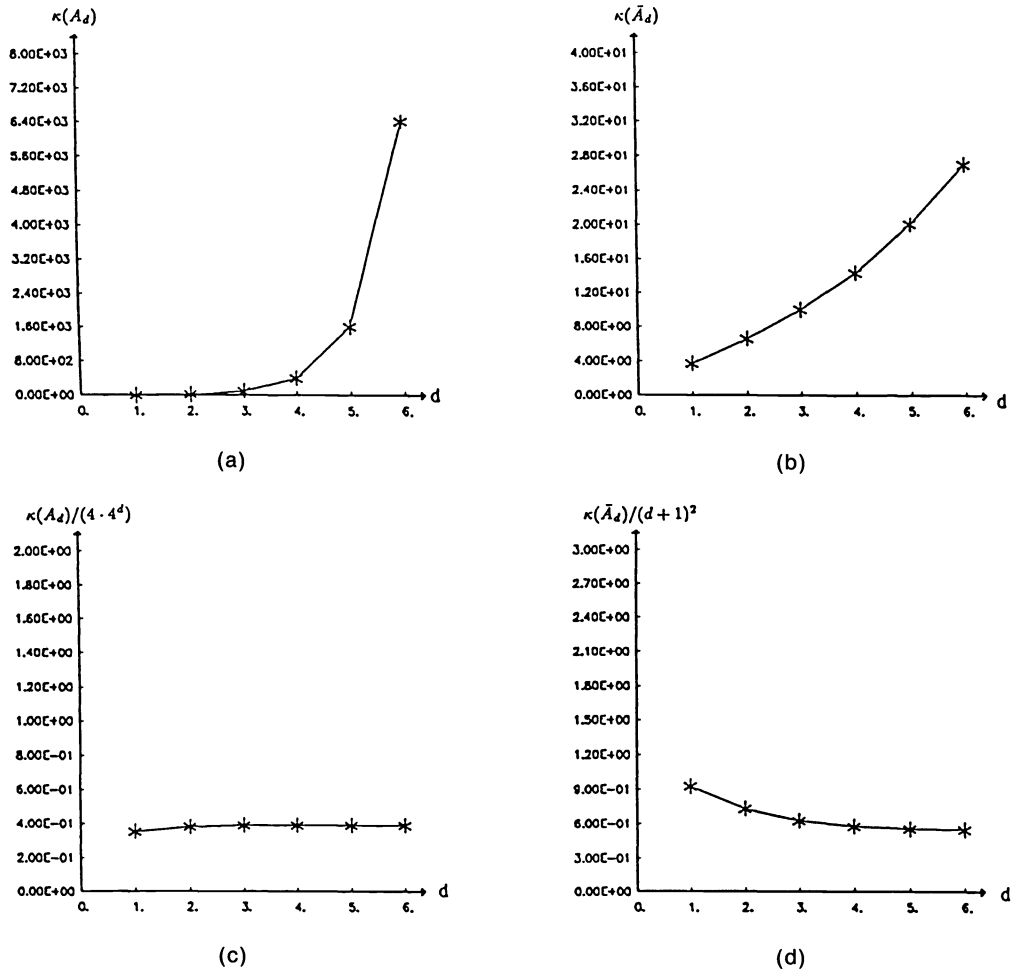 κ(A_d)
8.00E+03
7.20E+03
6.40E+03
5.60E+03
4.80E+03
4.00E+03
3.20E+03
2.40E+03
1.60E+03
8.00E+02
0.00E+00
0. 1. 2. 3. 4. 5. 6. d
(a)
κ(Ā_d)
4.00E+01
3.60E+01
3.20E+01
2.80E+01
2.40E+01
2.00E+01
1.60E+01
1.20E+01
8.00E+00
4.00E+00
0.00E+00
0. 1. 2. 3. 4. 5. 6. d
(b)
κ(A_d)/(4 · 4^d)
2.00E+00
1.80E+00
1.60E+00
1.40E+00
1.20E+00
1.00E+00
8.00E-01
6.00E-01
4.00E-01
2.00E-01
0.00E+00
0. 1. 2. 3. 4. 5. 6. d
(c)
κ(Ā_d)/(d + 1)²
3.00E+00
2.70E+00
2.40E+00
2.10E+00
1.80E+00
1.50E+00
1.20E+00
9.00E-01
6.00E-01
3.00E-01
0.00E+00
0. 1. 2. 3. 4. 5. 6. d
(d)